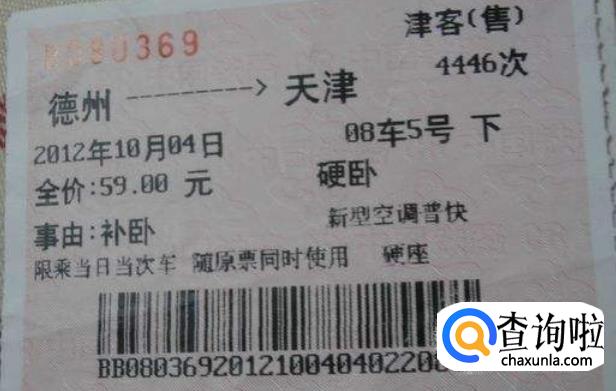 B080369
津客(售)
4446次
德州 ----------> 天津
2012年10月04日
08车5号 下
全价:59.00 元
硬卧
新型空调普快
事由:补卧
限乘当日当次车 随原票同时使用 硬座
查询啦
chaxunla.com